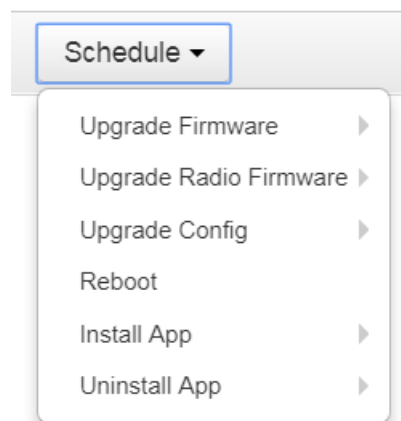 Schedule
Upgrade Firmware
Upgrade Radio Firmware
Upgrade Config
Reboot
Install App
Uninstall App